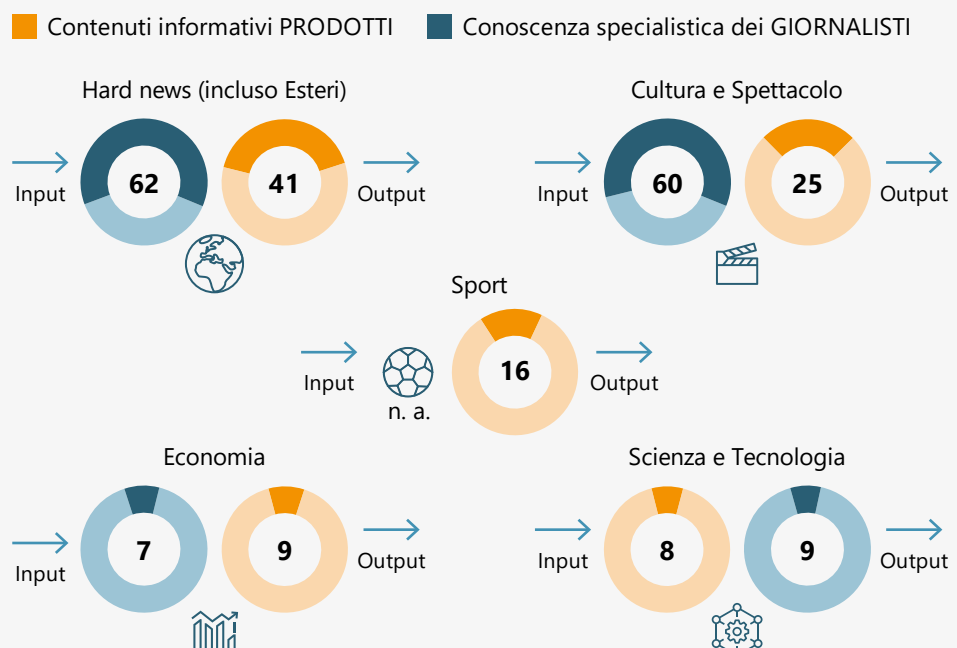 Contenuti informativi PRODOTTI
Conoscenza specialistica dei GIORNALISTI
Hard news (incluso Esteri)
Input
62
41
Output
Cultura e Spettacolo
Input
60
25
Output
Sport
Input
n. a.
16
Output
Economia
Input
7
9
Output
Scienza e Tecnologia
Input
8
9
Output